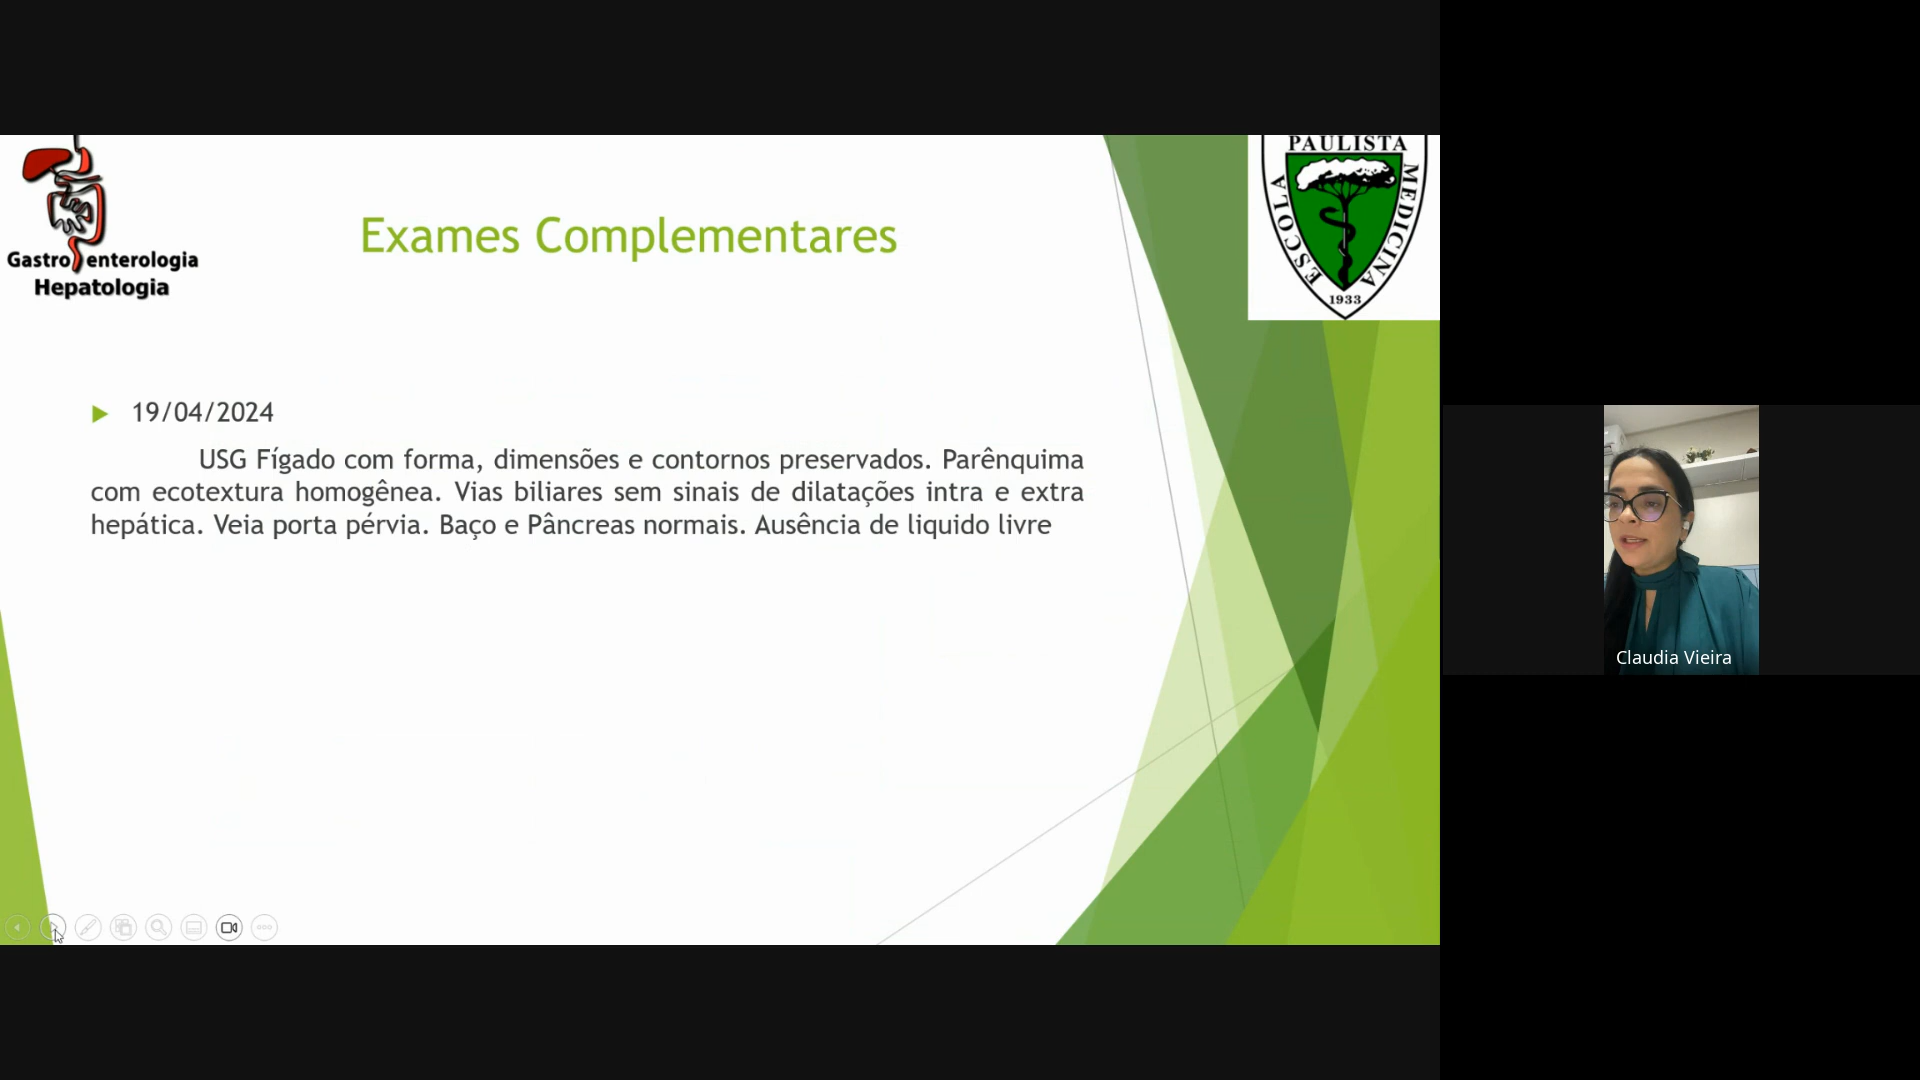 PAULISTA
ESCOLA
MEDICINA
1933
Gastroenterologia
Hepatologia
Exames Complementares
19/04/2024
USG Fígado com forma, dimensões e contornos preservados. Parênquima
com ecotextura homogênea. Vias biliares sem sinais de dilatações intra e extra
hepática. Veia porta pérvia. Baço e Pâncreas normais. Ausência de liquido livre
Claudia Vieira